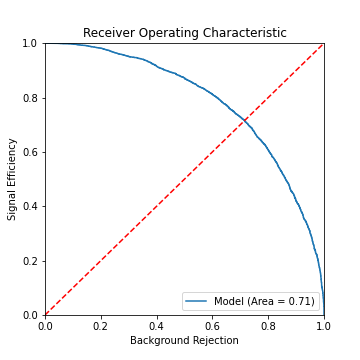 Receiver Operating Characteristic
1.0
0.8
0.6
0.4
0.2
0.0
Signal Efficiency
Model (Area = 0.71)
0.0 0.2 0.4 0.6 0.8 1.0
Background Rejection